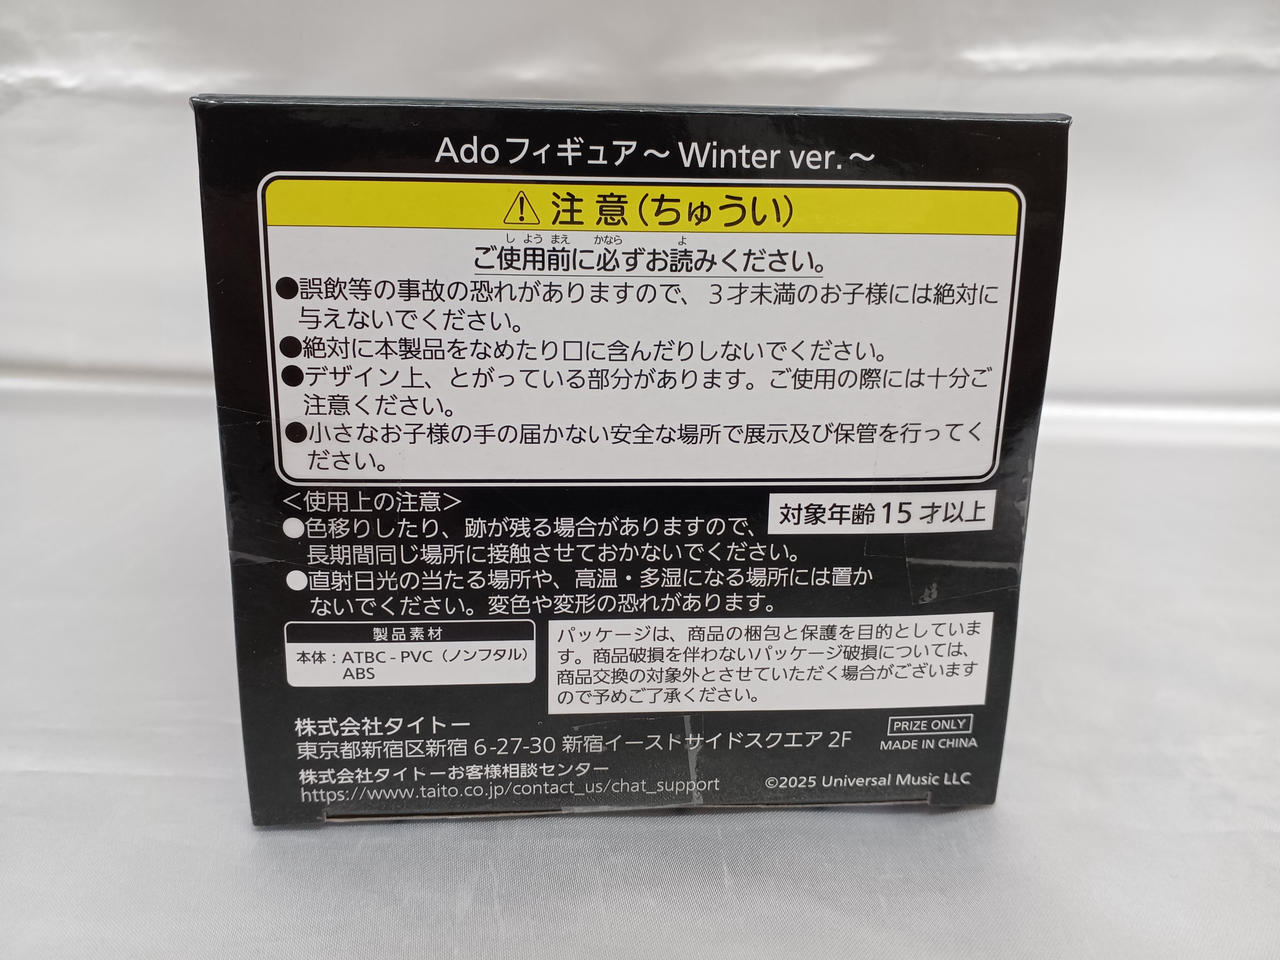 Adoフィギュア～Winter ver.～
⚠注意(ちゅうい)
しようまえ かなら よ
ご使用前に必ずお読みください。
●誤飲等の事故の恐れがありますので、3才未満のお子様には絶対に
与えないでください。
●絶対に本製品をなめたり口に含んだりしないでください。
●デザイン上、とがっている部分があります。ご使用の際には十分ご
注意ください。
●小さなお子様の手の届かない安全な場所で展示及び保管を行ってく
ださい。
＜使用上の注意＞
対象年齢15才以上
●色移りしたり、跡が残る場合がありますので、
長期間同じ場所に接触させておかないでください。
●直射日光の当たる場所や、高温・多湿になる場所には置か
ないでください。変色や変形の恐れがあります。
製品素材
本体：ATBC-PVC（ノンフタル）
ABS
パッケージは、商品の梱包と保護を目的としていま
す。商品破損を伴わないパッケージ破損については、
商品交換の対象外とさせていただく場合がございます
ので予めご了承ください。
株式会社タイトー
東京都新宿区新宿6-27-30 新宿イーストサイドスクエア2F
株式会社タイトーお客様相談センター
https://www.taito.co.jp/contact_us/chat_support
PRIZE ONLY
MADE IN CHINA
©2025 Universal Music LLC